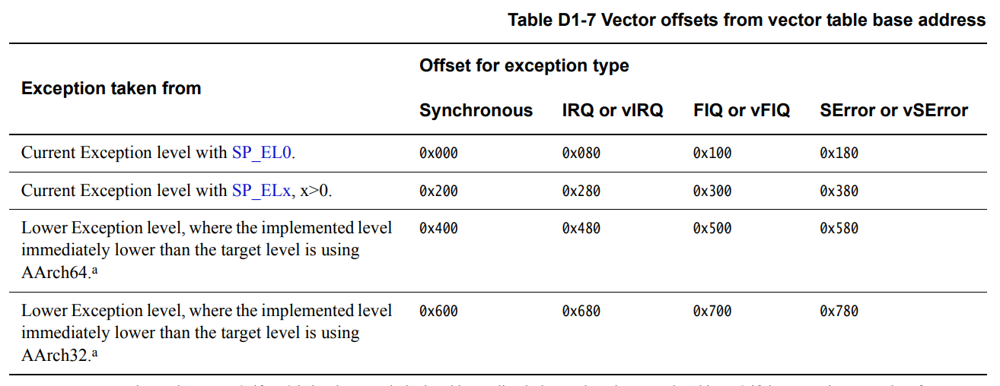 Table D1-7 Vector offsets from vector table base address
Offset for exception type
Exception taken from
Synchronous IRQ or vIRQ FIQ or vFIQ SError or vSError
Current Exception level with SP_EL0. 0x000 0x080 0x100 0x180
Current Exception level with SP_ELx, x>0. 0x200 0x280 0x300 0x380
Lower Exception level, where the implemented level 0x400 0x480 0x500 0x580
immediately lower than the target level is using
AArch64.a
Lower Exception level, where the implemented level 0x600 0x680 0x700 0x780
immediately lower than the target level is using
AArch32.a